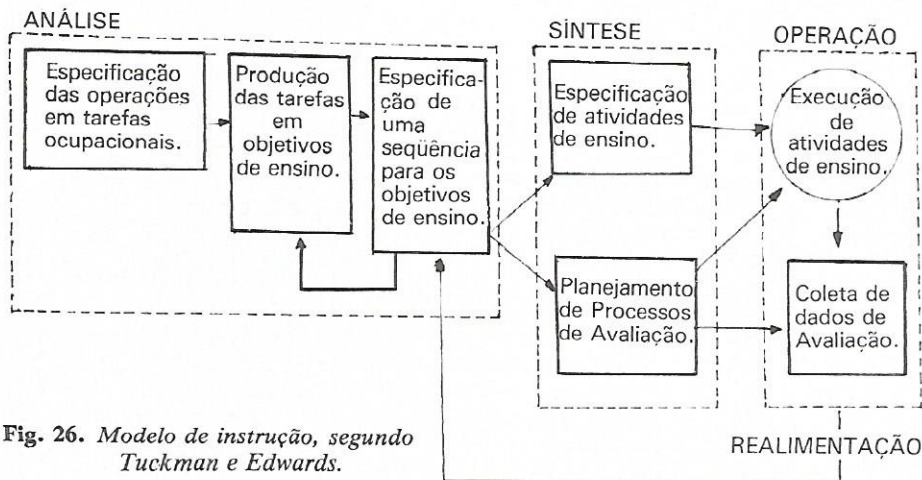 ANÁLISE
Especificação
das operações
em tarefas
ocupacionais.
Produção
das tarefas
em
objetivos
de ensino.
Especifica-
ção de
uma
seqüência
para os
objetivos
de ensino.
SÍNTESE
Especificação
de atividades
de ensino.
Planejamento
de Processos
de Avaliação.
OPERAÇÃO
Execução
de
atividades
de ensino.
Coleta de
dados de
Avaliação.
REALIMENTAÇÃO
Fig. 26. Modelo de instrução, segundo
Tuckman e Edwards.